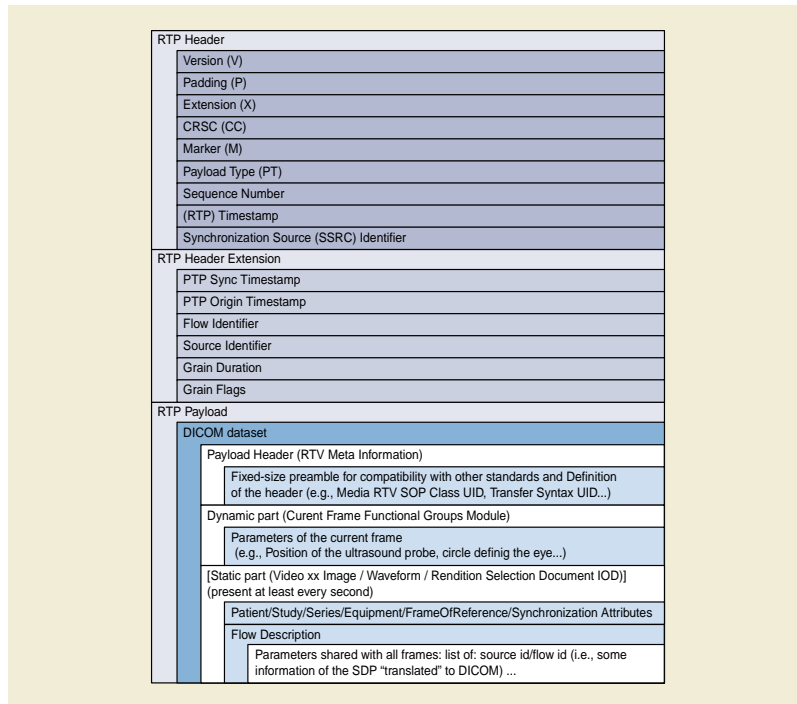 RTP Header
Version (V)
Padding (P)
Extension (X)
CRSC (CC)
Marker (M)
Payload Type (PT)
Sequence Number
(RTP) Timestamp
Synchronization Source (SSRC) Identifier
RTP Header Extension
PTP Sync Timestamp
PTP Origin Timestamp
Flow Identifier
Source Identifier
Grain Duration
Grain Flags
RTP Payload
DICOM dataset
Payload Header (RTV Meta Information)
Fixed-size preamble for compatibility with other standards and Definition
of the header (e.g., Media RTV SOP Class UID, Transfer Syntax UID...)
Dynamic part (Curent Frame Functional Groups Module)
Parameters of the current frame
(e.g., Position of the ultrasound probe, circle definig the eye...)
[Static part (Video xx Image / Waveform / Rendition Selection Document IOD)]
(present at least every second)
Patient/Study/Series/Equipment/FrameOfReference/Synchronization Attributes
Flow Description
Parameters shared with all frames: list of: source id/flow id (i.e., some
information of the SDP “translated” to DICOM) ...